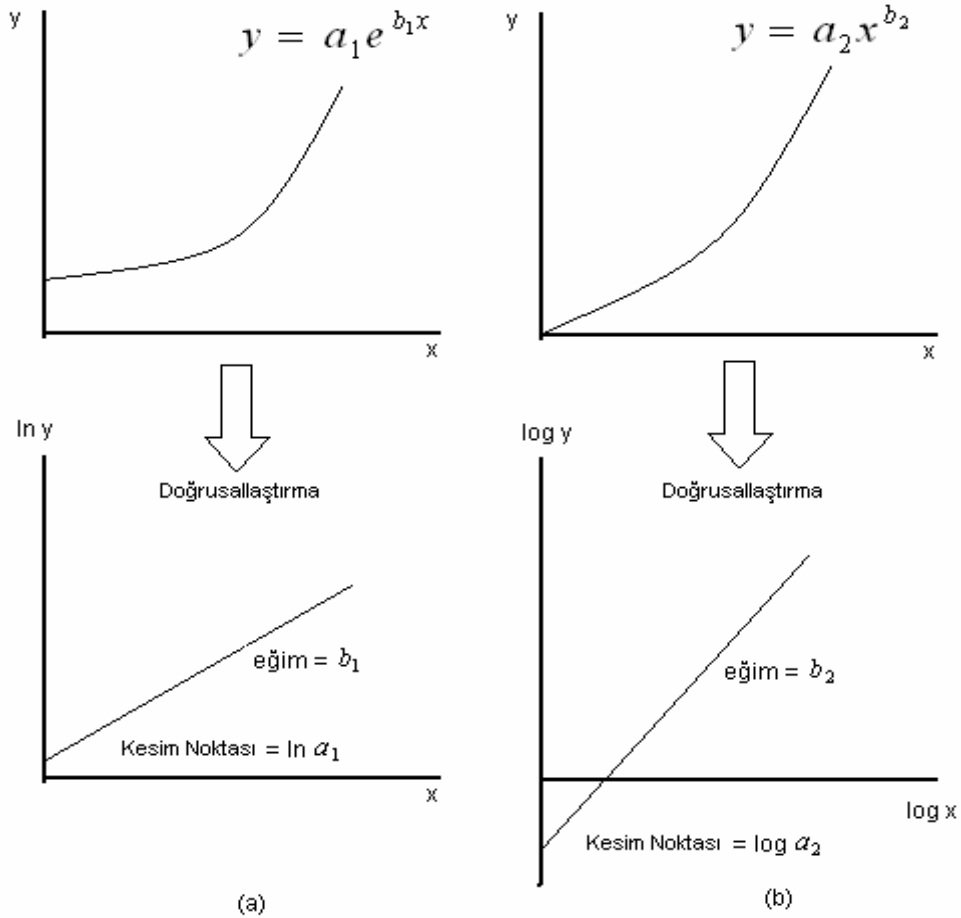 y
y = a₁e^{b₁x}
x
Doğrusallaştırma
ln y
eğim = b₁
Kesim Noktası = ln a₁
x
(a)
y
y = a₂x^{b₂}
x
Doğrusallaştırma
log y
eğim = b₂
log x
Kesim Noktası = log a₂
(b)